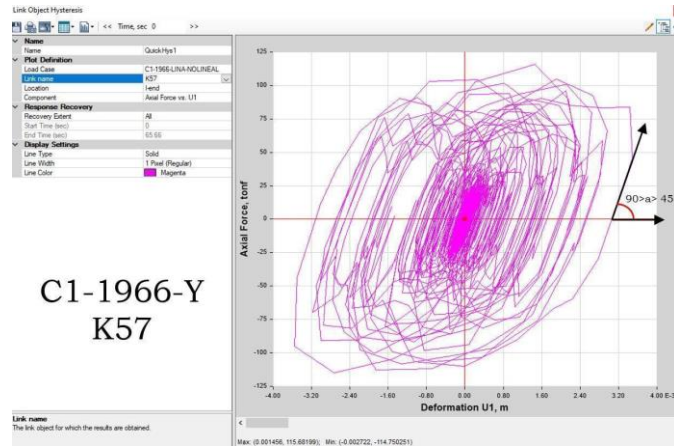 Link Object Hysteresis
<< Time, sec 0 >>
Name
Name QuickHys1
Plot Definition
Load Case C1-1966-LINA-NOLINEAL
Link name K57
Location I-end
Component Axial Force vs. U1
Response Recovery
Recovery Extent All
Start Time (sec) 0
End Time (sec) 65.66
Display Settings
Line Type Solid
Line Width 1 Pixel (Regular)
Line Color Magenta
C1-1966-Y
K57
Link name
The link object for which the results are obtained.
Axial Force, tonf
125
100
75
50
25
0
-25
-50
-75
-100
-125
-4.00 -3.20 -2.40 -1.60 -0.80 0.00 0.80 1.60 2.40 3.20 4.00 E-3
Deformation U1, m
90>a> 45
Max: (0.001456, 115.68199); Min: (-0.002722, -114.750251)